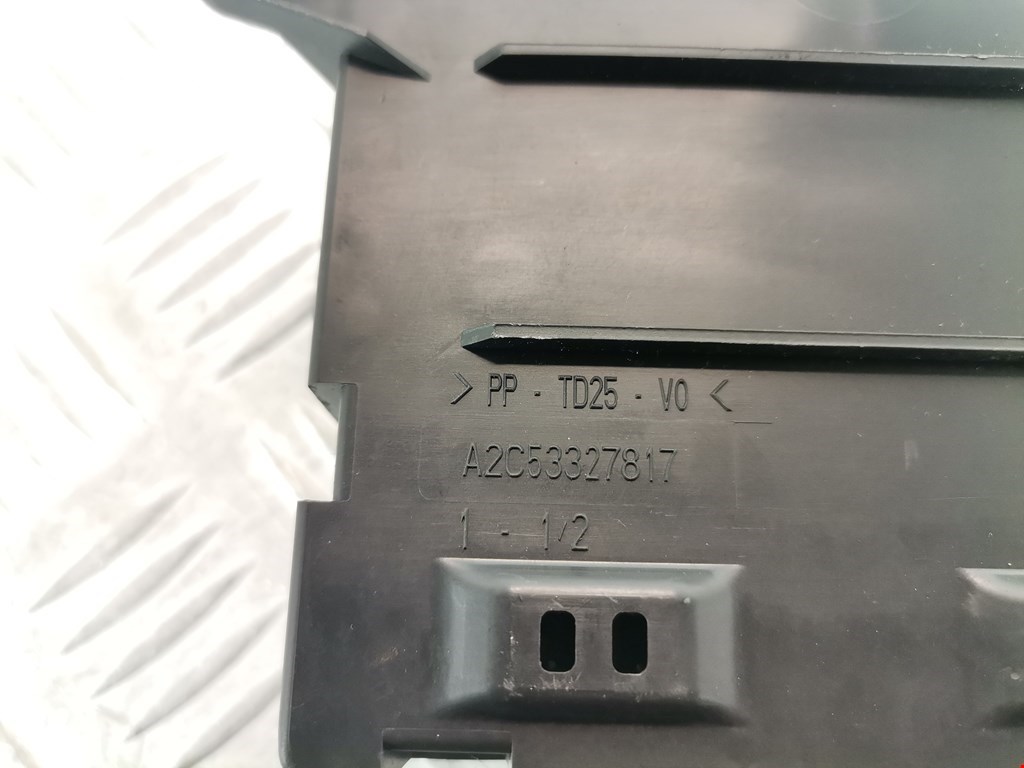 > PP - TD25 - V0 <
A2C53327817
1 - 1/2